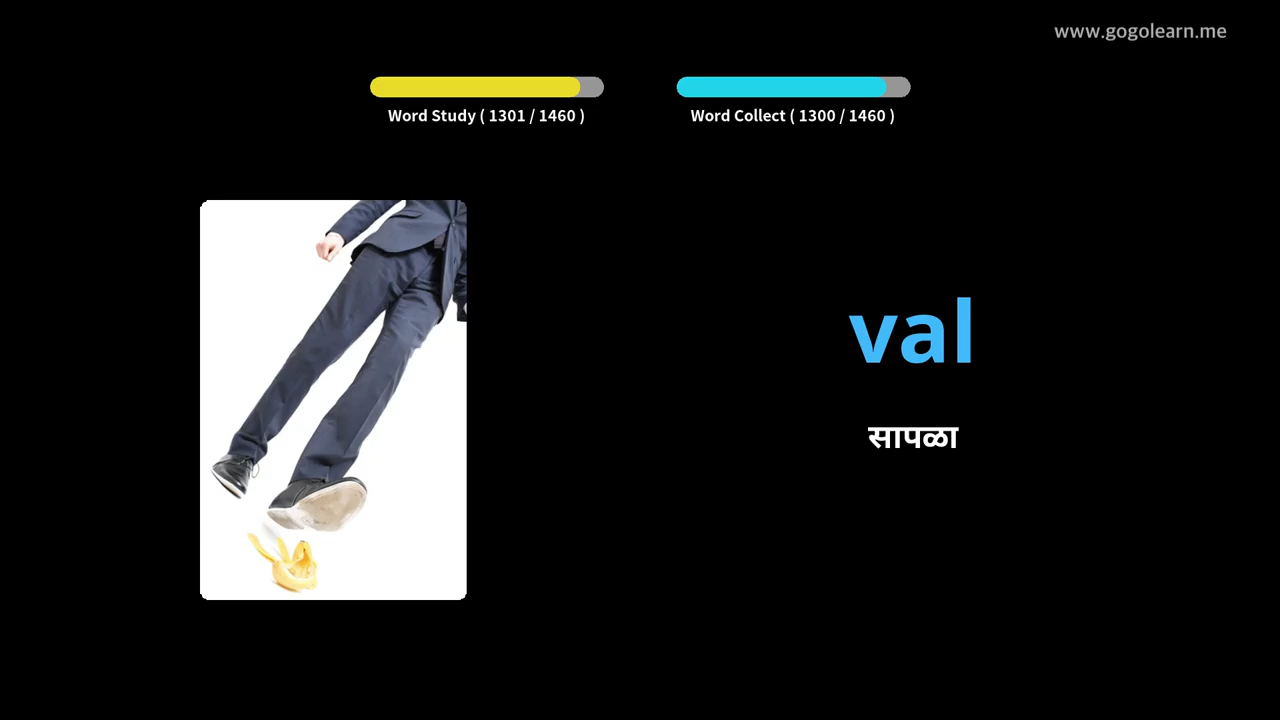 www.gogolearn.me
Word Study ( 1301 / 1460 )
Word Collect ( 1300 / 1460 )
val
सापळा